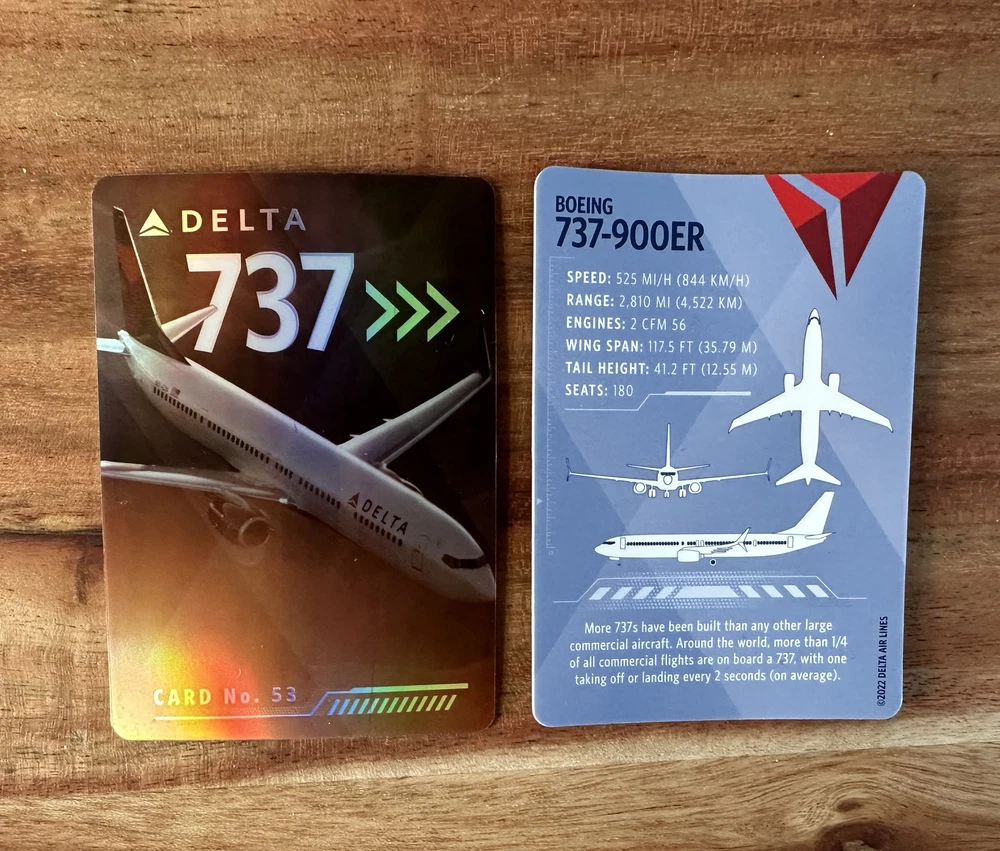 DELTA
737
DELTA
CARD No. 53
BOEING
737-900ER
SPEED: 525 MI/H (844 KM/H)
RANGE: 2,810 MI (4,522 KM)
ENGINES: 2 CFM 56
WING SPAN: 117.5 FT (35.79 M)
TAIL HEIGHT: 41.2 FT (12.55 M)
SEATS: 180
More 737s have been built than any other large
commercial aircraft. Around the world, more than 1/4
of all commercial flights are on board a 737, with one
taking off or landing every 2 seconds (on average).
©2022 DELTA AIR LINES